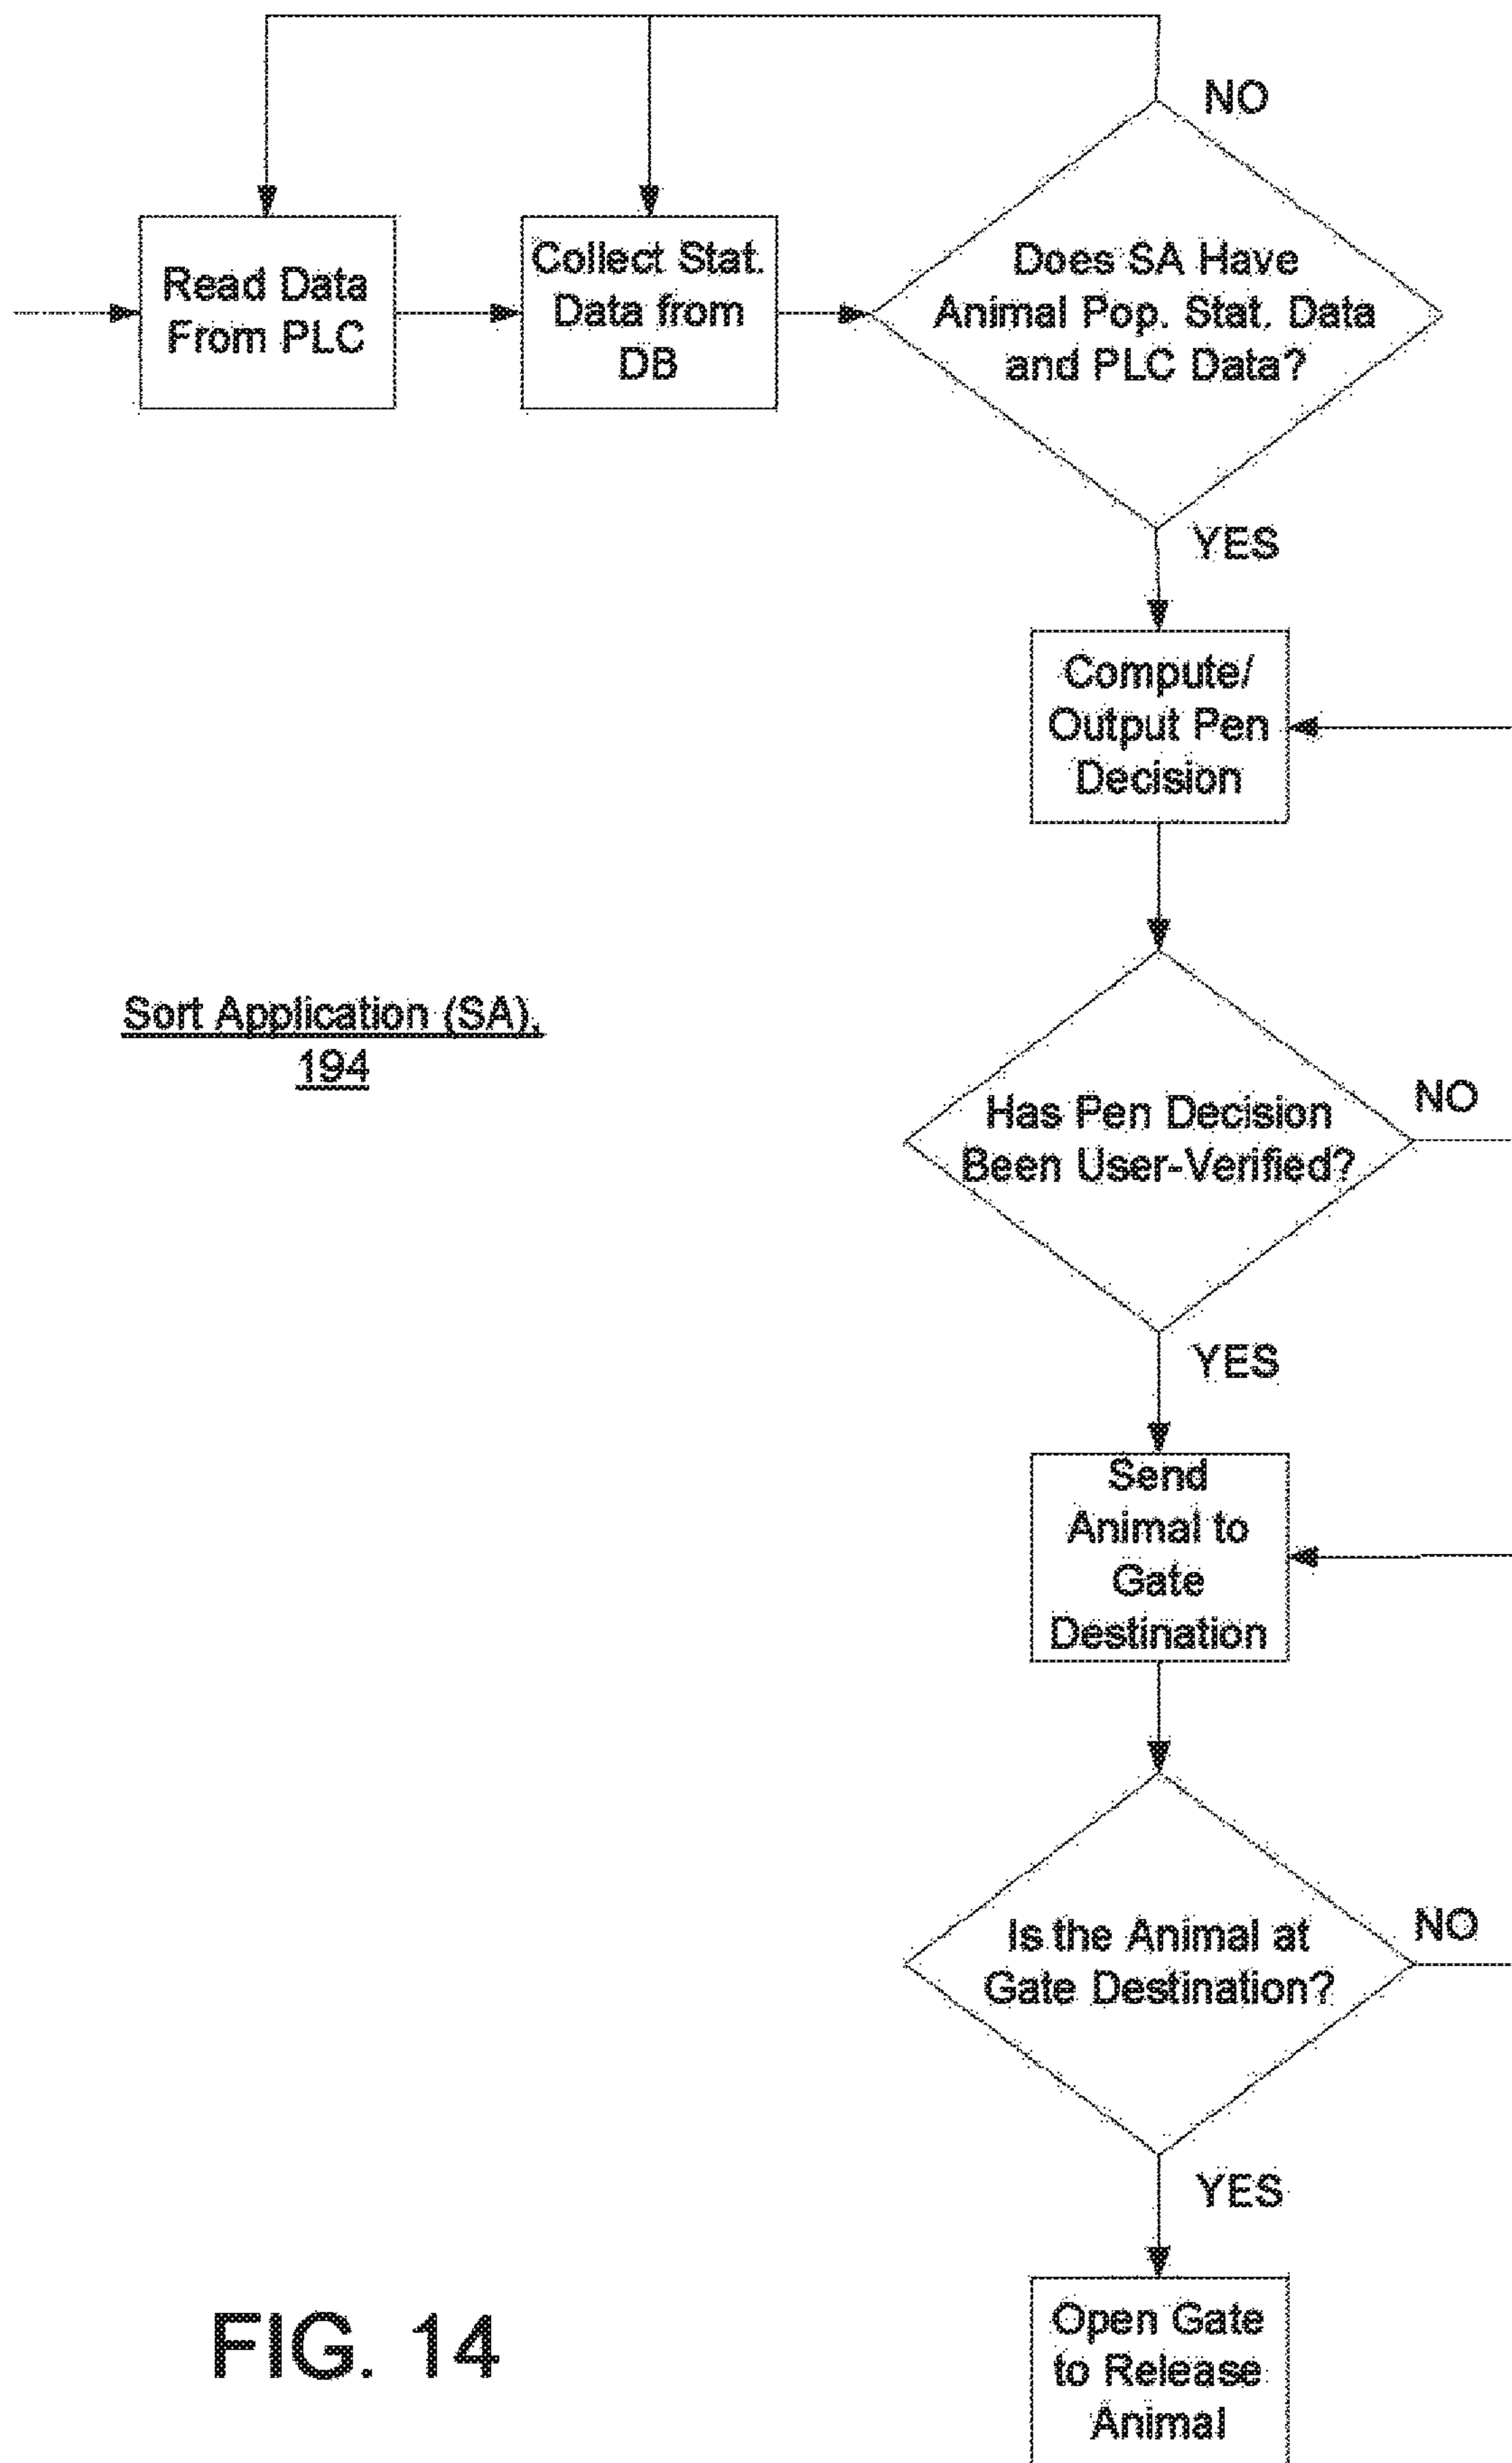 NO
Read Data
From PLC
Collect Stat.
Data from
DB
Does SA Have
Animal Pop. Stat. Data
and PLC Data?
YES
Compute/
Output Pen
Decision
Sort Application (SA),
194
Has Pen Decision
Been User-Verified?
NO
YES
Send
Animal to
Gate
Destination
Is the Animal at
Gate Destination?
NO
YES
Open Gate
to Release
Animal
FIG. 14